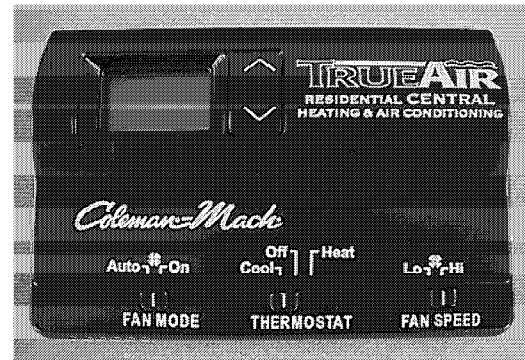 TRUEAIR
RESIDENTIAL CENTRAL
HEATING & AIR CONDITIONING
Coleman-Mach
Auto On
Cool Off Heat
Lo Hi
FAN MODE THERMOSTAT FAN SPEED